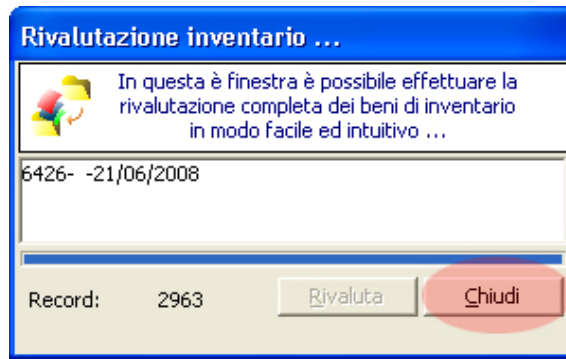 Rivalutazione inventario ...
In questa è finestra è possibile effettuare la
rivalutazione completa dei beni di inventario
in modo facile ed intuitivo ...
6426- -21/06/2008
Record: 2963 Rivaluta Chiudi